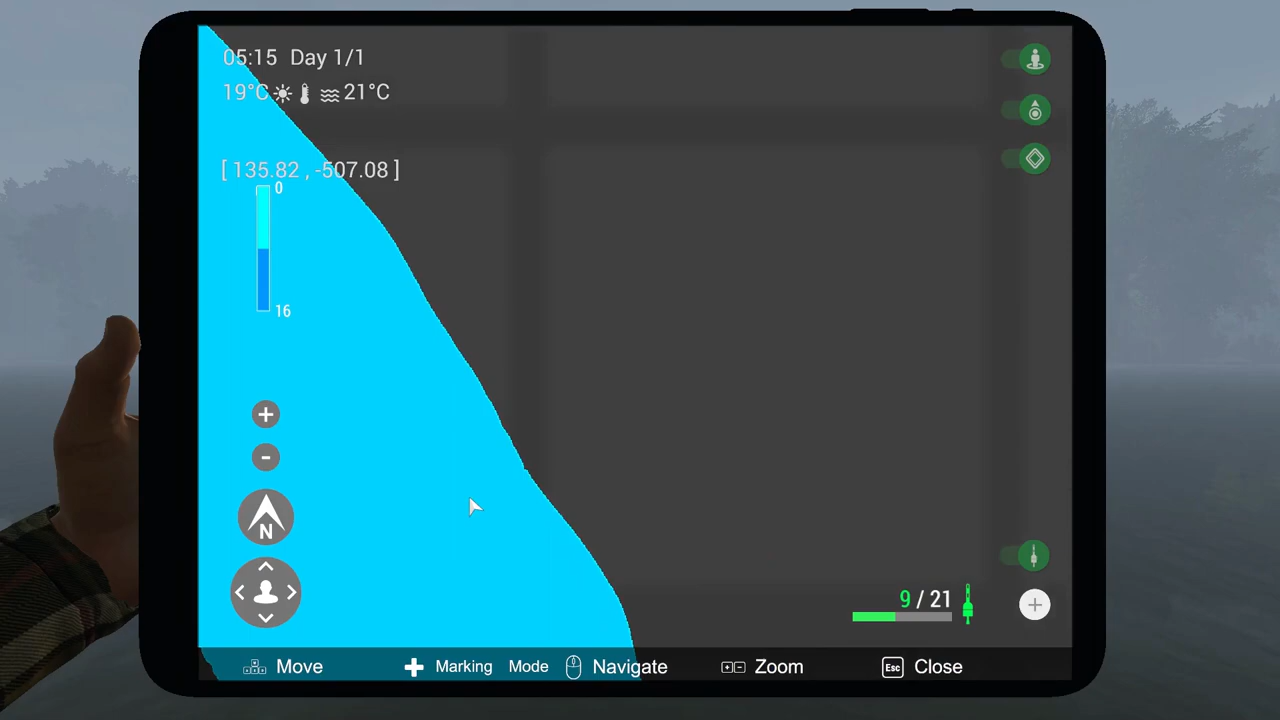 05:15 Day 1/1
19°C 21°C
[ 135.82 , -507.08 ]
0
16
+
-
N
9 / 21
+
Move Marking Mode Navigate Zoom Esc Close